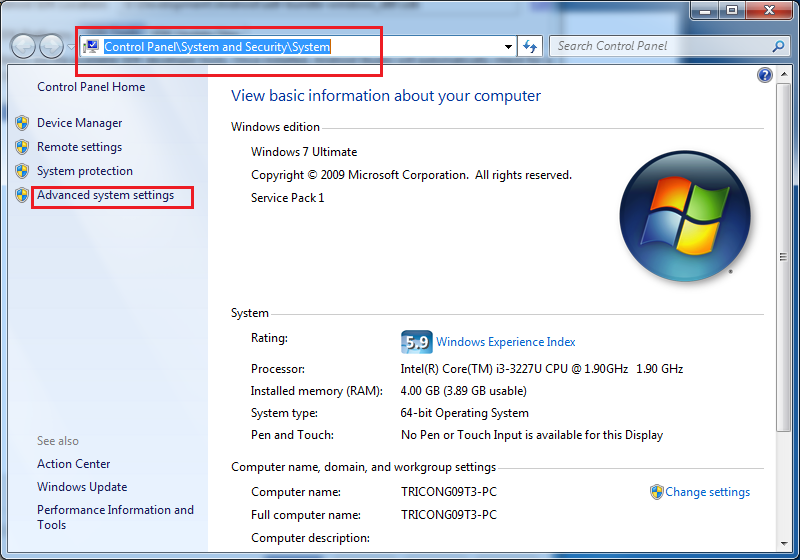 Control Panel\System and Security\System
Search Control Panel
Control Panel Home
Device Manager
Remote settings
System protection
Advanced system settings
See also
Action Center
Windows Update
Performance Information and
Tools
View basic information about your computer
Windows edition
Windows 7 Ultimate
Copyright © 2009 Microsoft Corporation.  All rights reserved.
Service Pack 1
System
Rating:
5.9 Windows Experience Index
Processor:
Intel(R) Core(TM) i3-3227U CPU @ 1.90GHz  1.90 GHz
Installed memory (RAM):
4.00 GB (3.89 GB usable)
System type:
64-bit Operating System
Pen and Touch:
No Pen or Touch Input is available for this Display
Computer name, domain, and workgroup settings
Computer name:
TRICONG09T3-PC
Change settings
Full computer name:
TRICONG09T3-PC
Computer description: